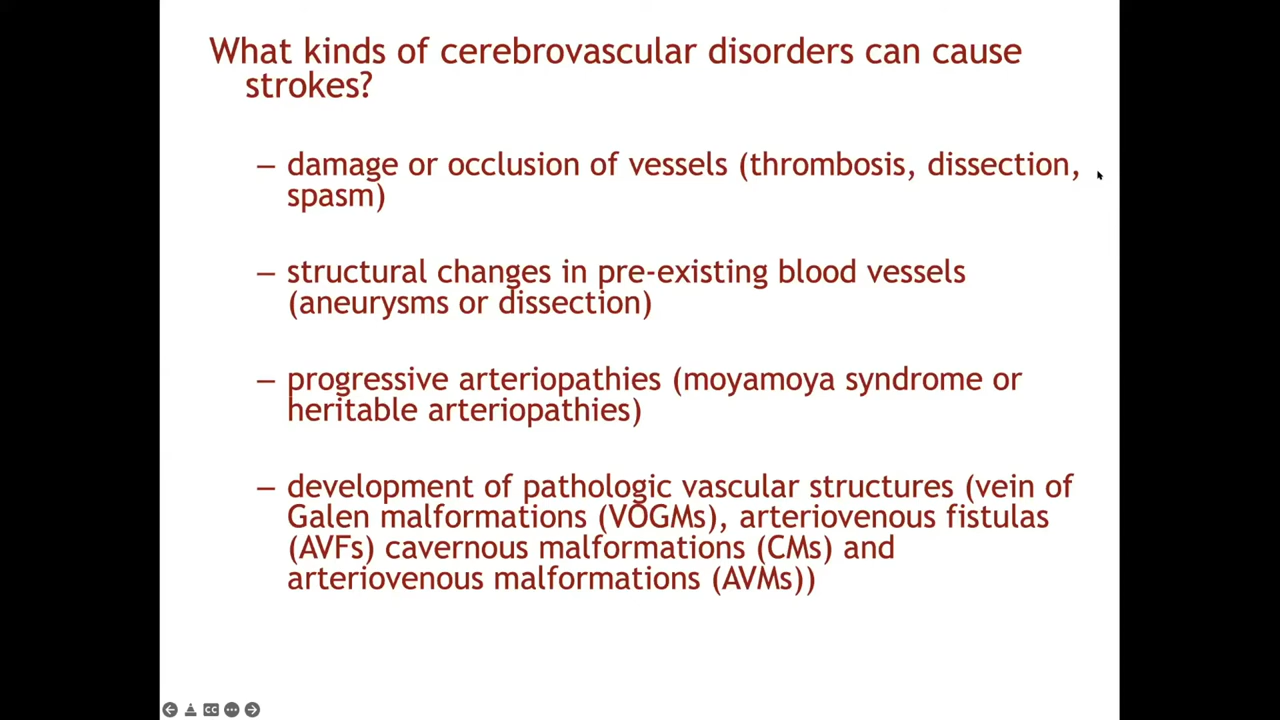 What kinds of cerebrovascular disorders can cause
strokes?
– damage or occlusion of vessels (thrombosis, dissection,
spasm)
– structural changes in pre-existing blood vessels
(aneurysms or dissection)
– progressive arteriopathies (moyamoya syndrome or
heritable arteriopathies)
– development of pathologic vascular structures (vein of
Galen malformations (VOGMs), arteriovenous fistulas
(AVFs) cavernous malformations (CMs) and
arteriovenous malformations (AVMs))
CC